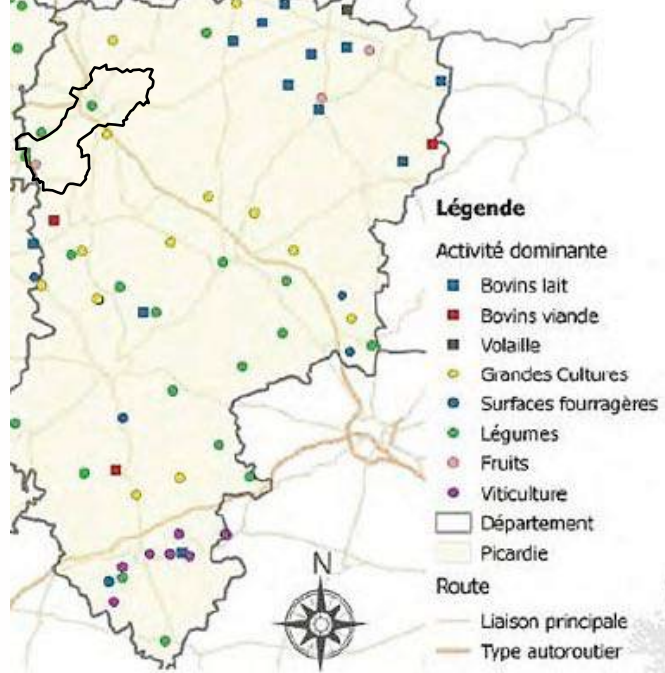 Légende
Activité dominante
Bovins lait
Bovins viande
Volaille
Grandes Cultures
Surfaces fourragères
Légumes
Fruits
Viticulture
Département
Picardie
N
Route
Liaison principale
Type autoroutier